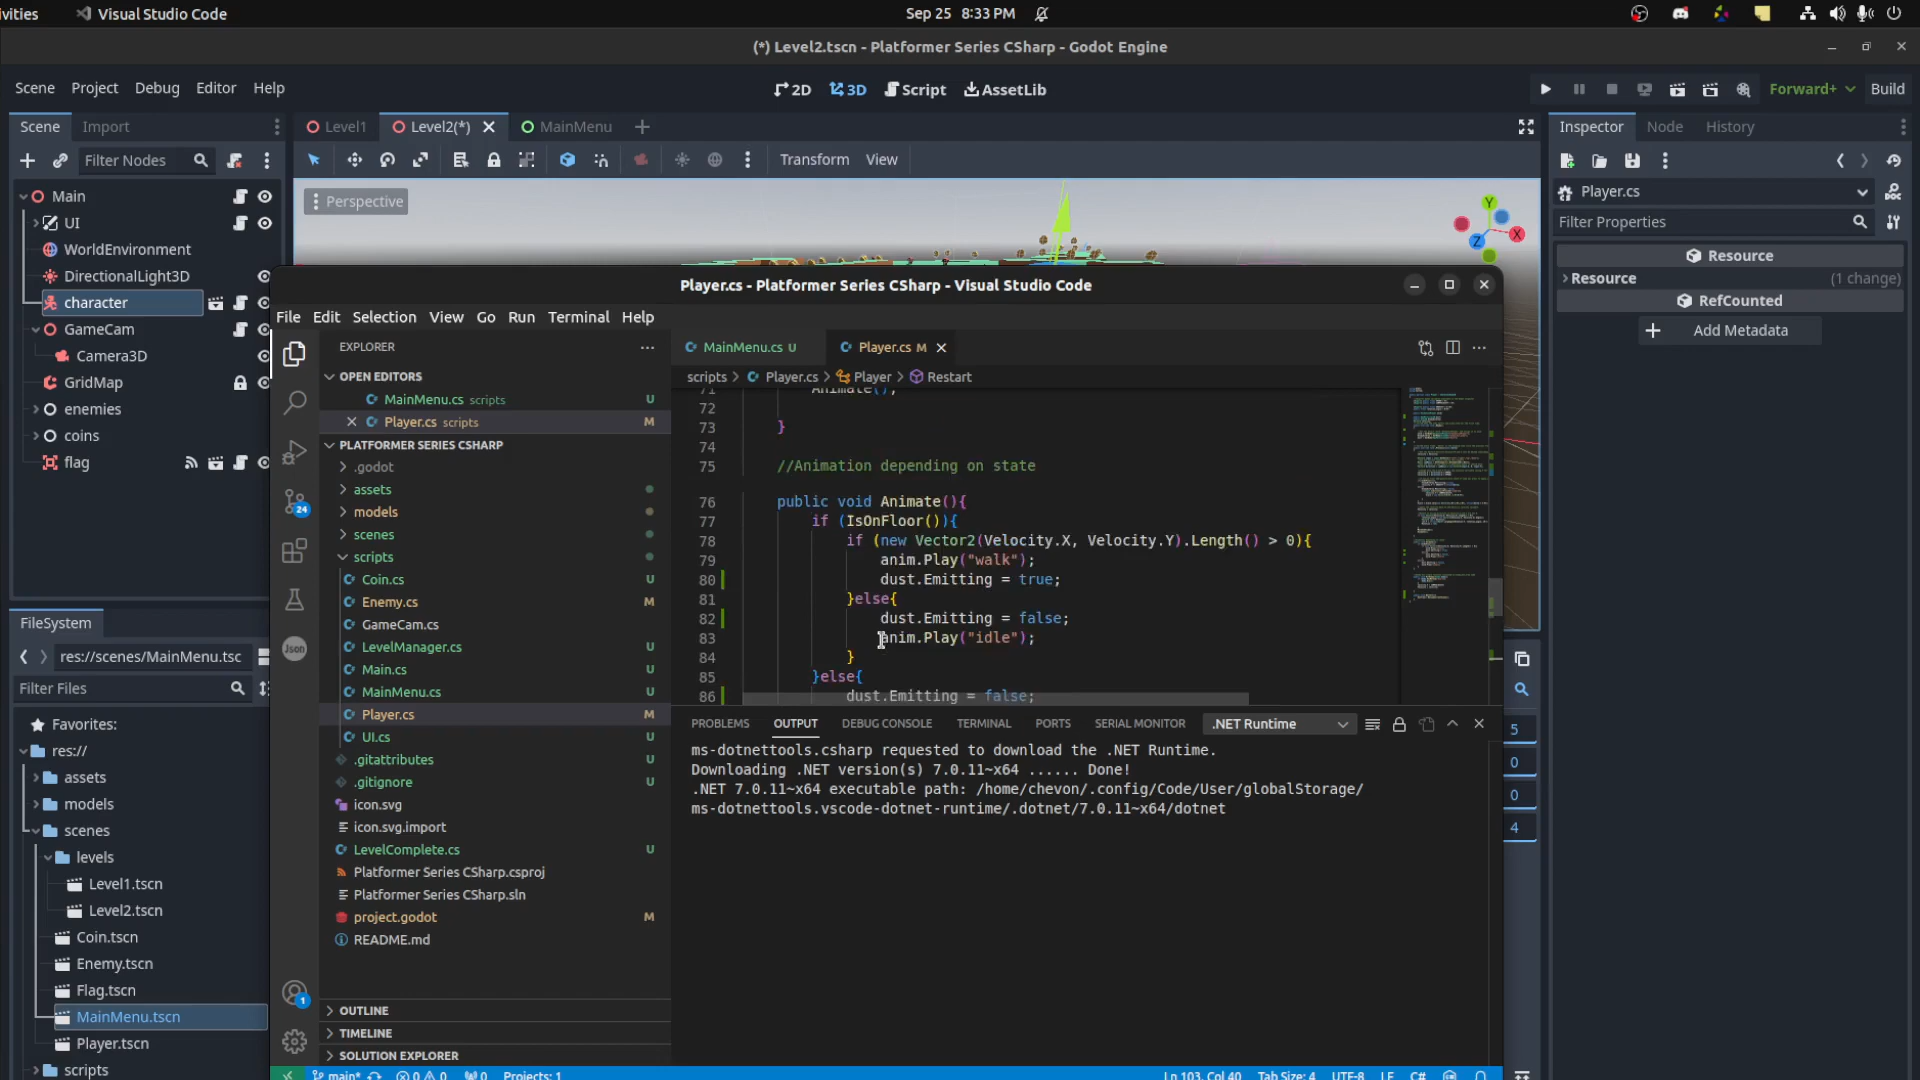 ivities
Visual Studio Code
Sep 25 8:33 PM
(*) Level2.tscn - Platformer Series CSharp - Godot Engine
Scene Project Debug Editor Help
2D 3D Script AssetLib
Forward+ Build
Scene Import
Level1 Level2(*) MainMenu
Inspector Node History
Filter Nodes
Transform View
Perspective
Main
UI
WorldEnvironment
DirectionalLight3D
character
GameCam
Camera3D
GridMap
enemies
coins
flag
Y
X
Z
Player.cs
Filter Properties
Resource
Resource (1 change)
RefCounted
Add Metadata
FileSystem
res://scenes/MainMenu.tsc
Filter Files
Favorites:
res://
assets
models
scenes
levels
Level1.tscn
Level2.tscn
Coin.tscn
Enemy.tscn
Flag.tscn
MainMenu.tscn
Player.tscn
scripts
Player.cs - Platformer Series CSharp - Visual Studio Code
File Edit Selection View Go Run Terminal Help
EXPLORER
OPEN EDITORS
MainMenu.cs scripts U
Player.cs scripts M
PLATFORMER SERIES CSHARP
.godot
assets
models
scenes
scripts
Coin.cs U
Enemy.cs M
GameCam.cs U
LevelManager.cs U
Main.cs U
MainMenu.cs U
Player.cs M
UI.cs U
.gitattributes U
.gitignore U
icon.svg
icon.svg.import
LevelComplete.cs U
Platformer Series CSharp.csproj
Platformer Series CSharp.sln
project.godot M
README.md
OUTLINE
TIMELINE
SOLUTION EXPLORER
24
Json
1
MainMenu.cs U
Player.cs M
scripts > Player.cs > Player > Restart
71 Animate();
72
73 }
74
75 //Animation depending on state
76 public void Animate(){
77 if (IsOnFloor()){
78 if (new Vector2(Velocity.X, Velocity.Y).Length() > 0){
79 anim.Play("walk");
80 dust.Emitting = true;
81 }else{
82 dust.Emitting = false;
83 anim.Play("idle");
84 }
85 }else{
86 dust.Emitting = false;
PROBLEMS OUTPUT DEBUG CONSOLE TERMINAL PORTS SERIAL MONITOR .NET Runtime
ms-dotnettools.csharp requested to download the .NET Runtime.
Downloading .NET version(s) 7.0.11~x64 ...... Done!
.NET 7.0.11~x64 executable path: /home/chevon/.config/Code/User/globalStorage/
ms-dotnettools.vscode-dotnet-runtime/.dotnet/7.0.11~x64/dotnet
5
0
0
4
main* 0 0 0 Projects: 1 Ln 103, Col 40 Tab Size: 4 UTF-8 LF C#